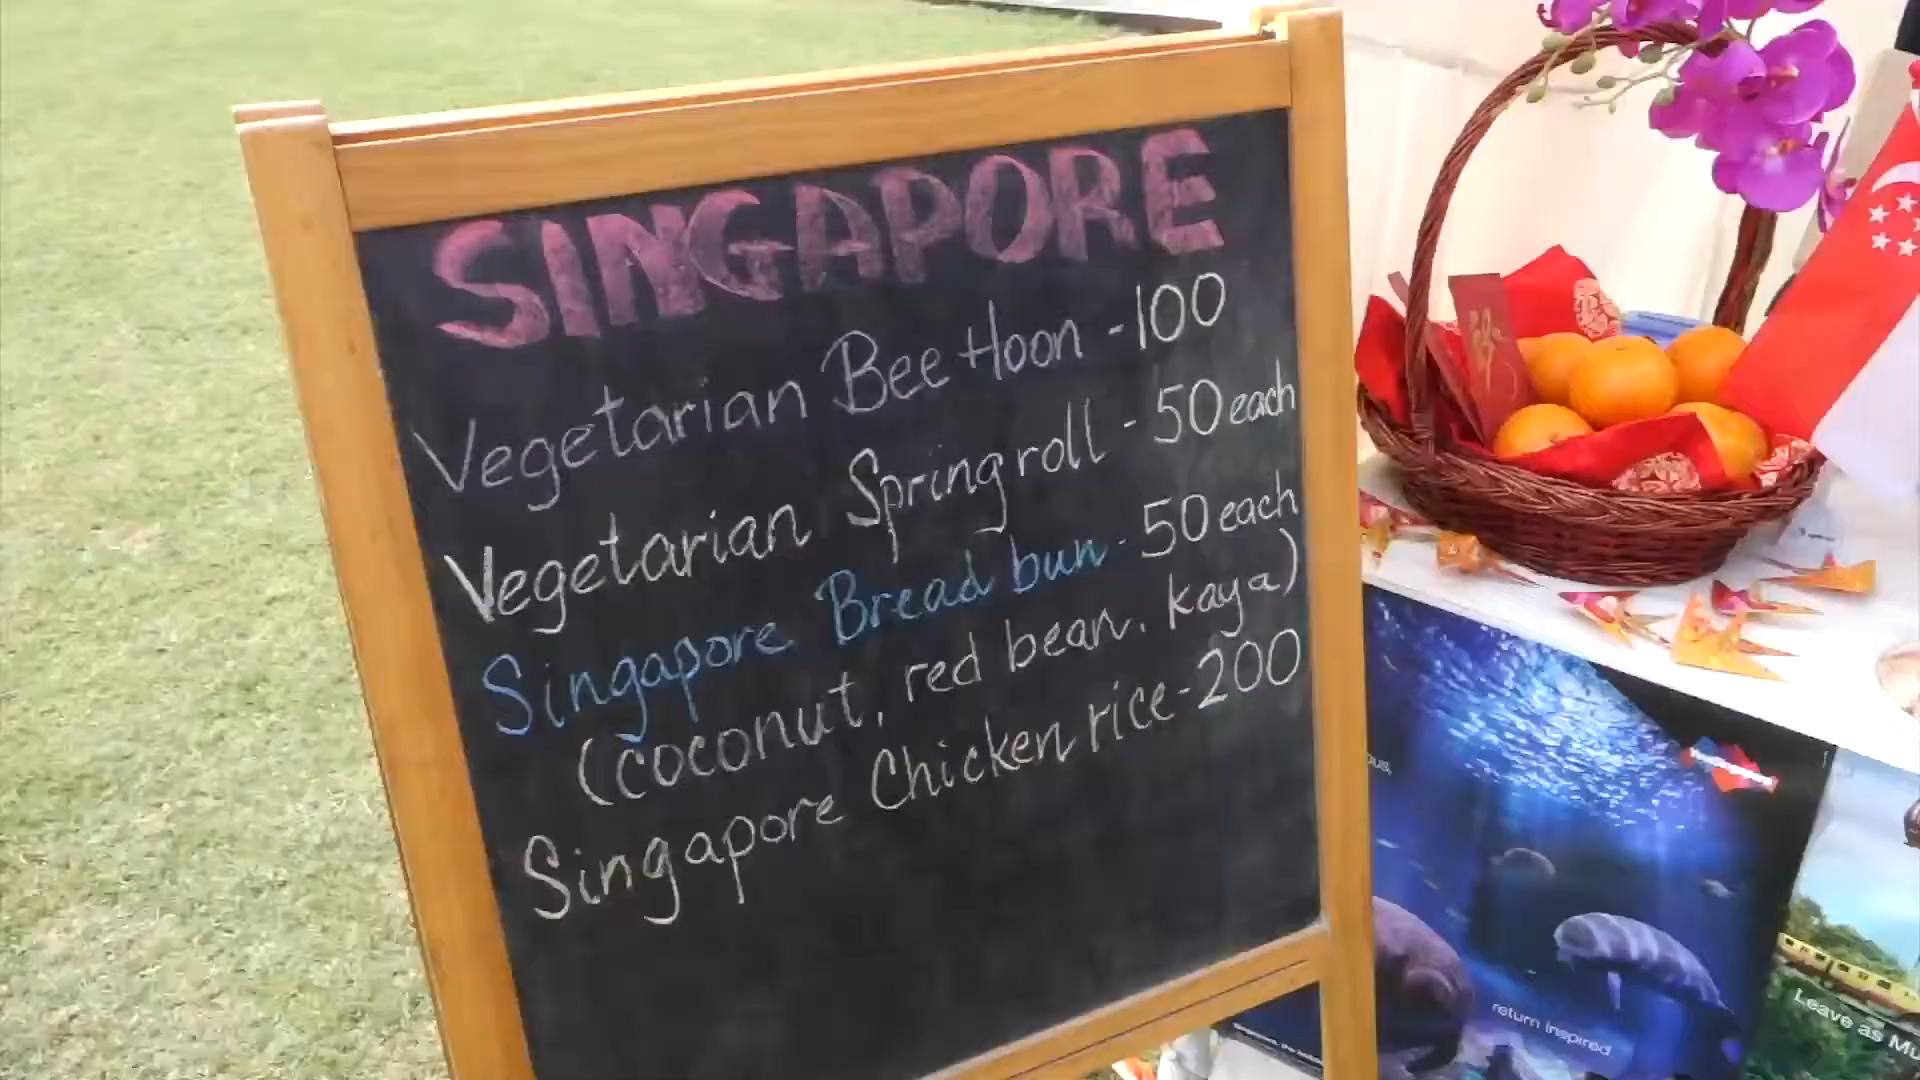 SINGAPORE
Vegetarian Bee Hoon - 100
Vegetarian Spring roll - 50 each
Singapore Bread bun - 50 each
(coconut, red bean, kaya)
Singapore Chicken rice - 200
return inspired.
Leave as